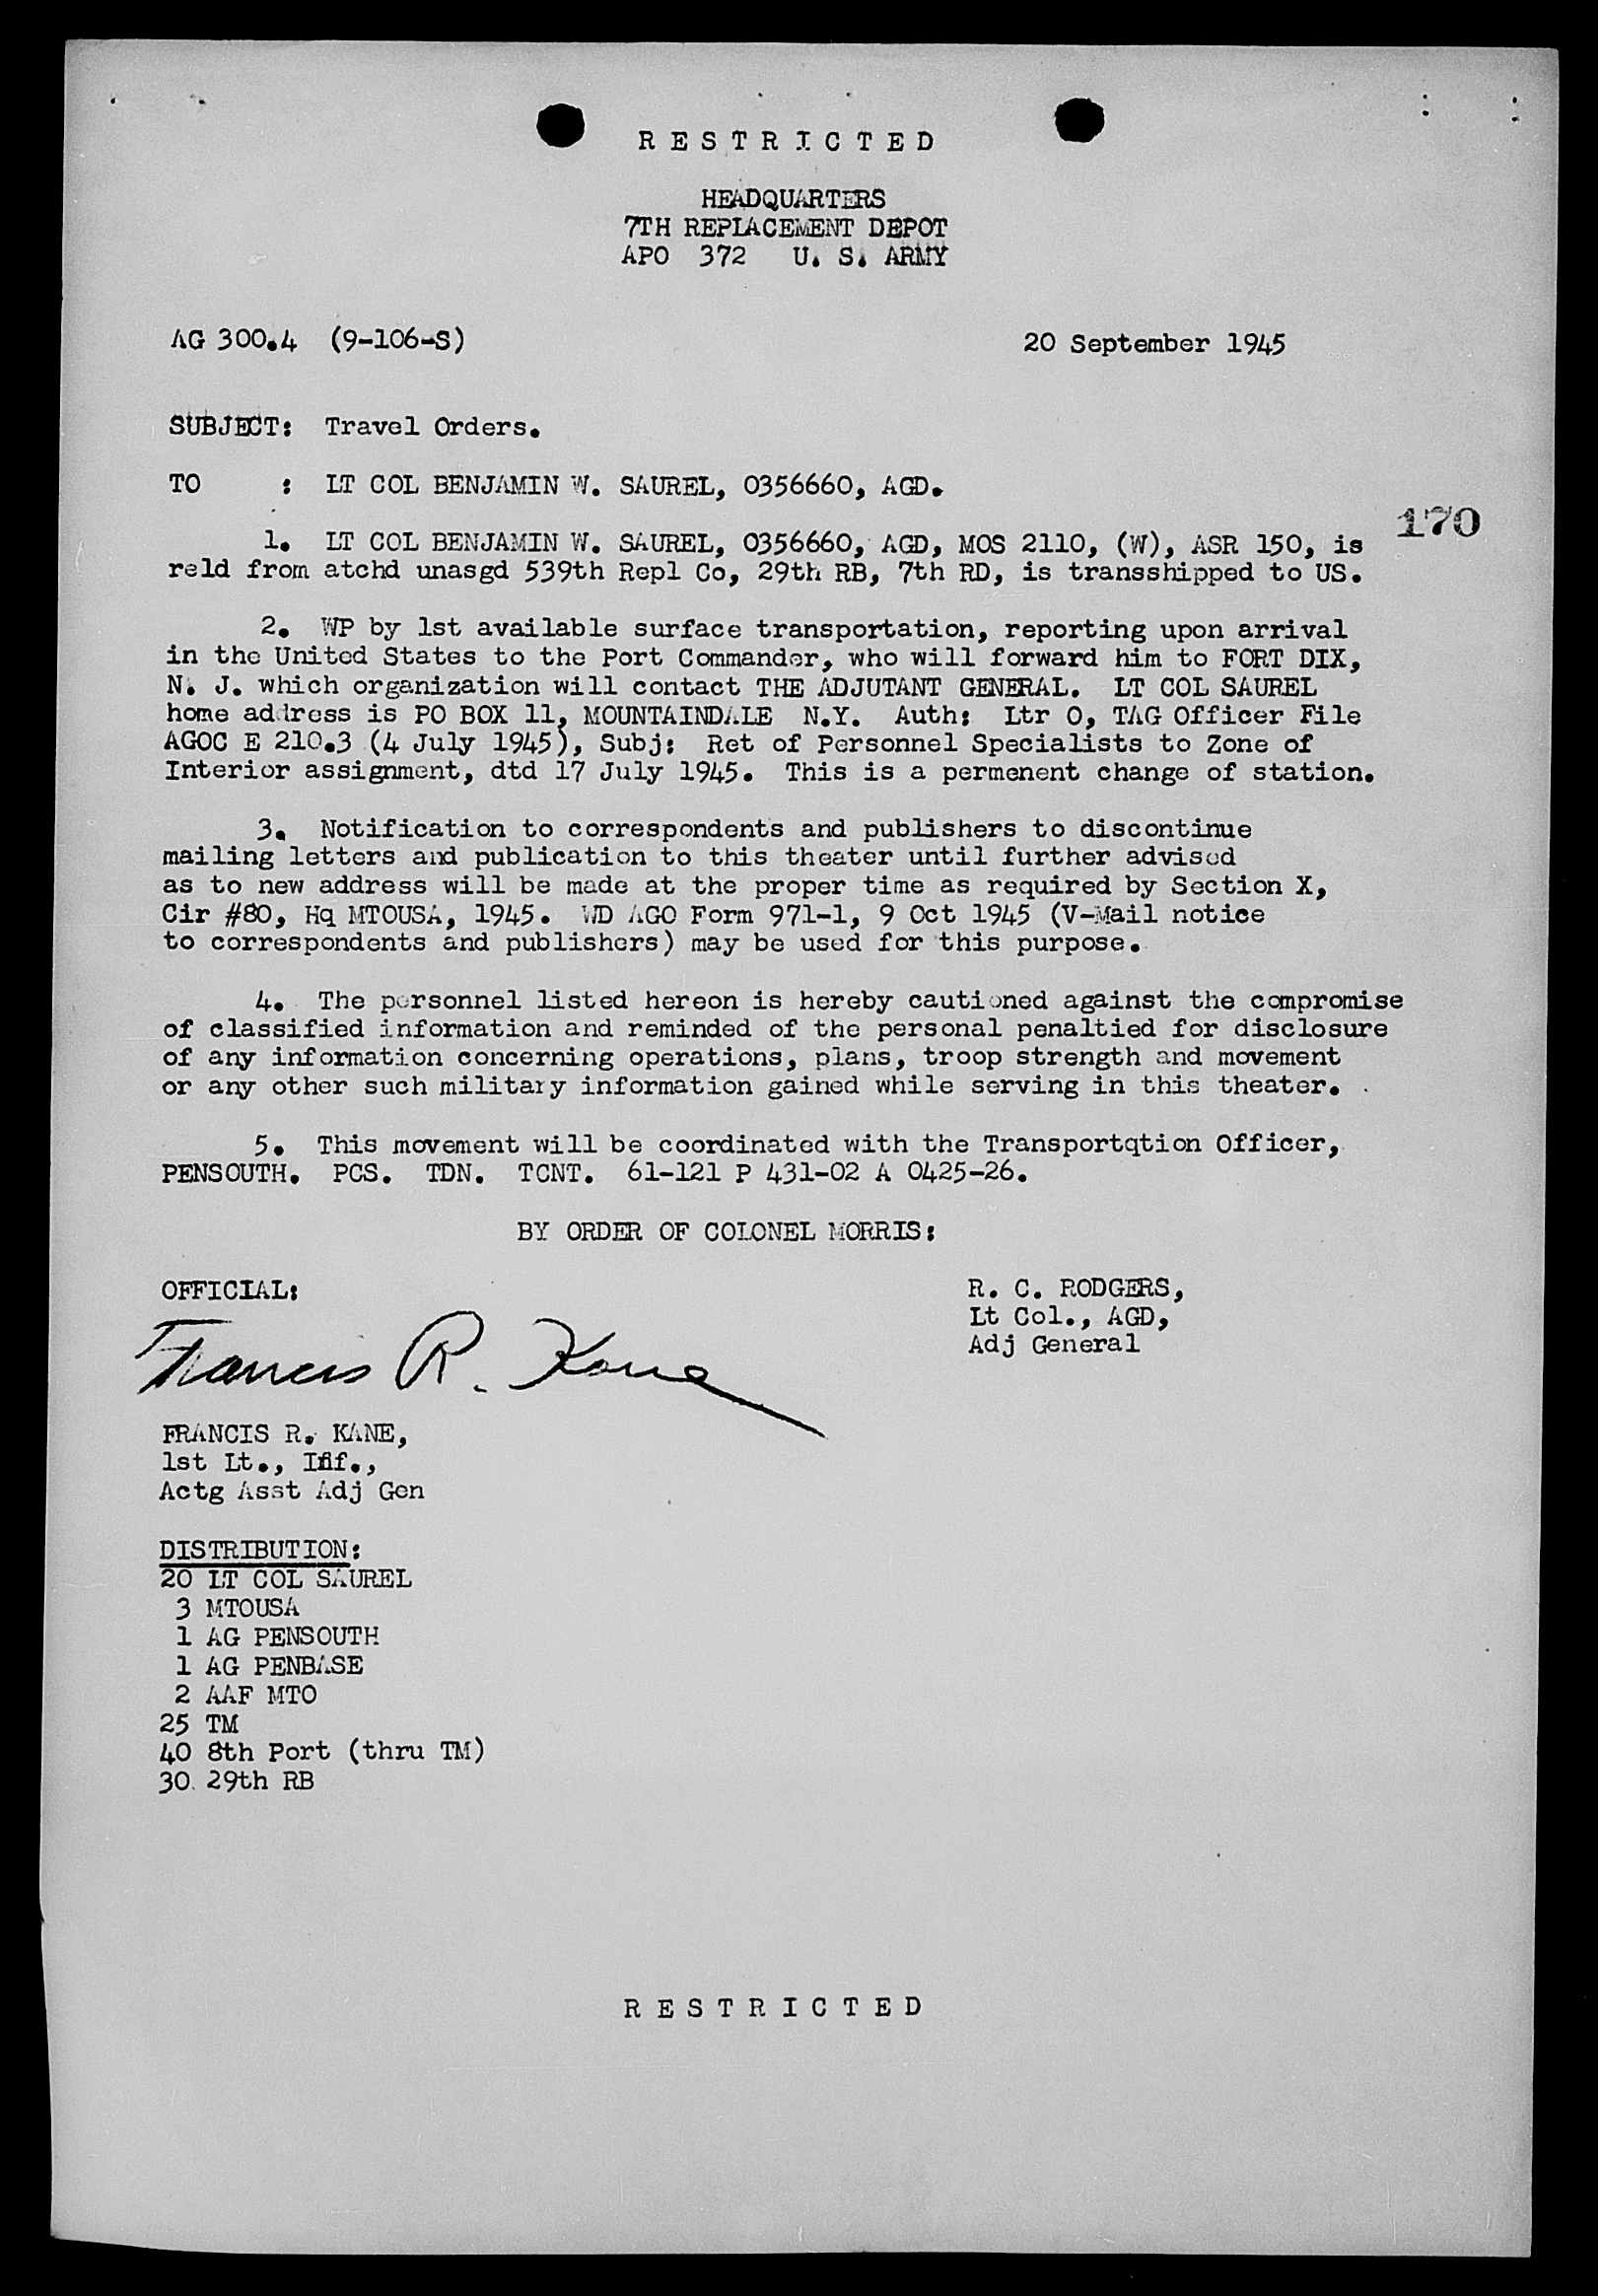 R E S T R I C T E D
HEADQUARTERS
7TH REPLACEMENT DEPOT
APO 372 U. S. ARMY
AG 300.4 (9-106-S) 20 September 1945
SUBJECT: Travel Orders.
TO : LT COL BENJAMIN W. SAUREL, O356660, AGD.
170
1. LT COL BENJAMIN W. SAUREL, O356660, AGD, MOS 2110, (W), ASR 150, is
reld from atchd unasgd 539th Repl Co, 29th RB, 7th RD, is transshipped to US.
2. WP by 1st available surface transportation, reporting upon arrival
in the United States to the Port Commander, who will forward him to FORT DIX,
N. J. which organization will contact THE ADJUTANT GENERAL. LT COL SAUREL
home address is PO BOX 11, MOUNTAINDALE N.Y. Auth: Ltr O, TAG Officer File
AGOC E 210.3 (4 July 1945), Subj: Ret of Personnel Specialists to Zone of
Interior assignment, dtd 17 July 1945. This is a permenent change of station.
3. Notification to correspondents and publishers to discontinue
mailing letters and publication to this theater until further advised
as to new address will be made at the proper time as required by Section X,
Cir #80, Hq MTOUSA, 1945. WD AGO Form 971-1, 9 Oct 1945 (V-Mail notice
to correspondents and publishers) may be used for this purpose.
4. The personnel listed hereon is hereby cautioned against the compromise
of classified information and reminded of the personal penaltied for disclosure
of any information concerning operations, plans, troop strength and movement
or any other such military information gained while serving in this theater.
5. This movement will be coordinated with the Transportqtion Officer,
PENSOUTH. PCS. TDN. TCNT. 61-121 P 431-02 A 0425-26.
BY ORDER OF COLONEL MORRIS:
OFFICIAL:
R. C. RODGERS,
Lt Col., AGD,
Adj General
Francis R. Kane
FRANCIS R. KANE,
1st Lt., Inf.,
Actg Asst Adj Gen
DISTRIBUTION:
20 LT COL SAUREL
3 MTOUSA
1 AG PENSOUTH
1 AG PENBASE
2 AAF MTO
25 TM
40 8th Port (thru TM)
30 29th RB
R E S T R I C T E D